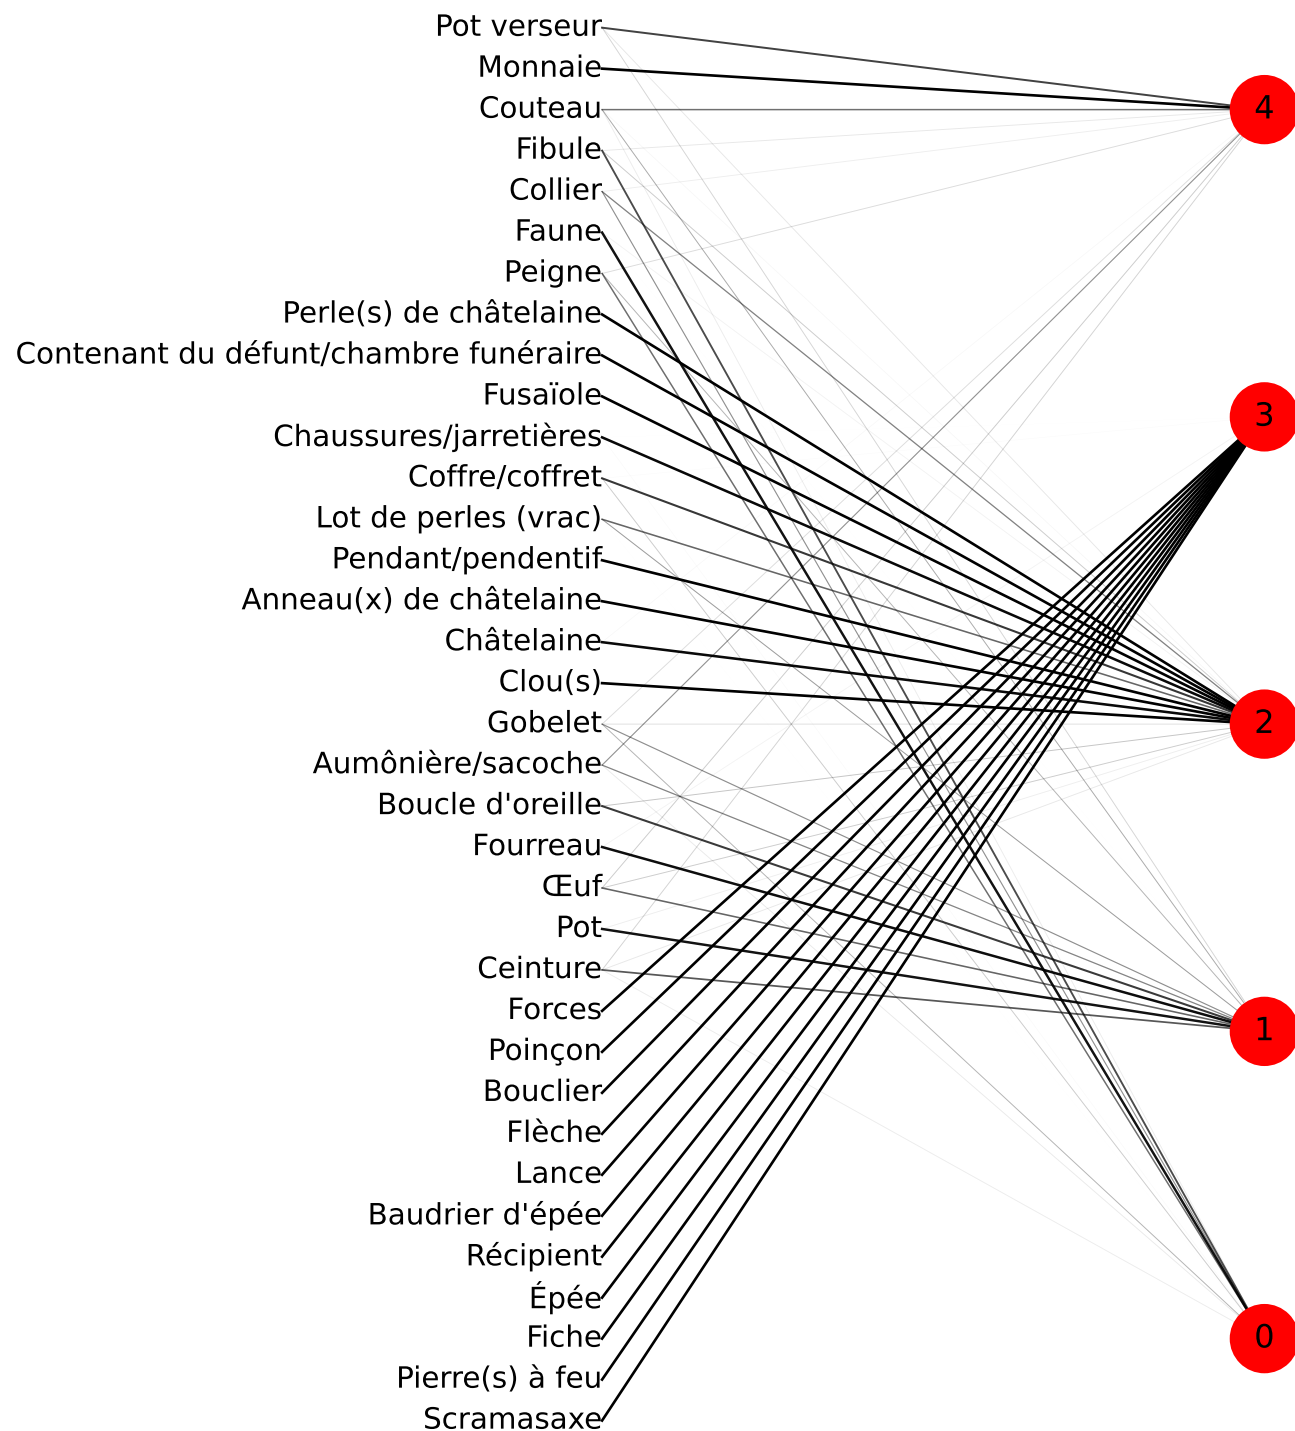 Pot verseur
Monnaie
Couteau
Fibule
Collier
Faune
Peigne
Perle(s) de châtelaine
Contenant du défunt/chambre funéraire
Fusaïole
Chaussures/jarretières
Coffre/coffret
Lot de perles (vrac)
Pendant/pendentif
Anneau(x) de châtelaine
Châtelaine
Clou(s)
Gobelet
Aumônière/sacoche
Boucle d'oreille
Fourreau
Œuf
Pot
Ceinture
Forces
Poinçon
Bouclier
Flèche
Lance
Baudrier d'épée
Récipient
Épée
Fiche
Pierre(s) à feu
Scramasaxe
4
3
2
1
0